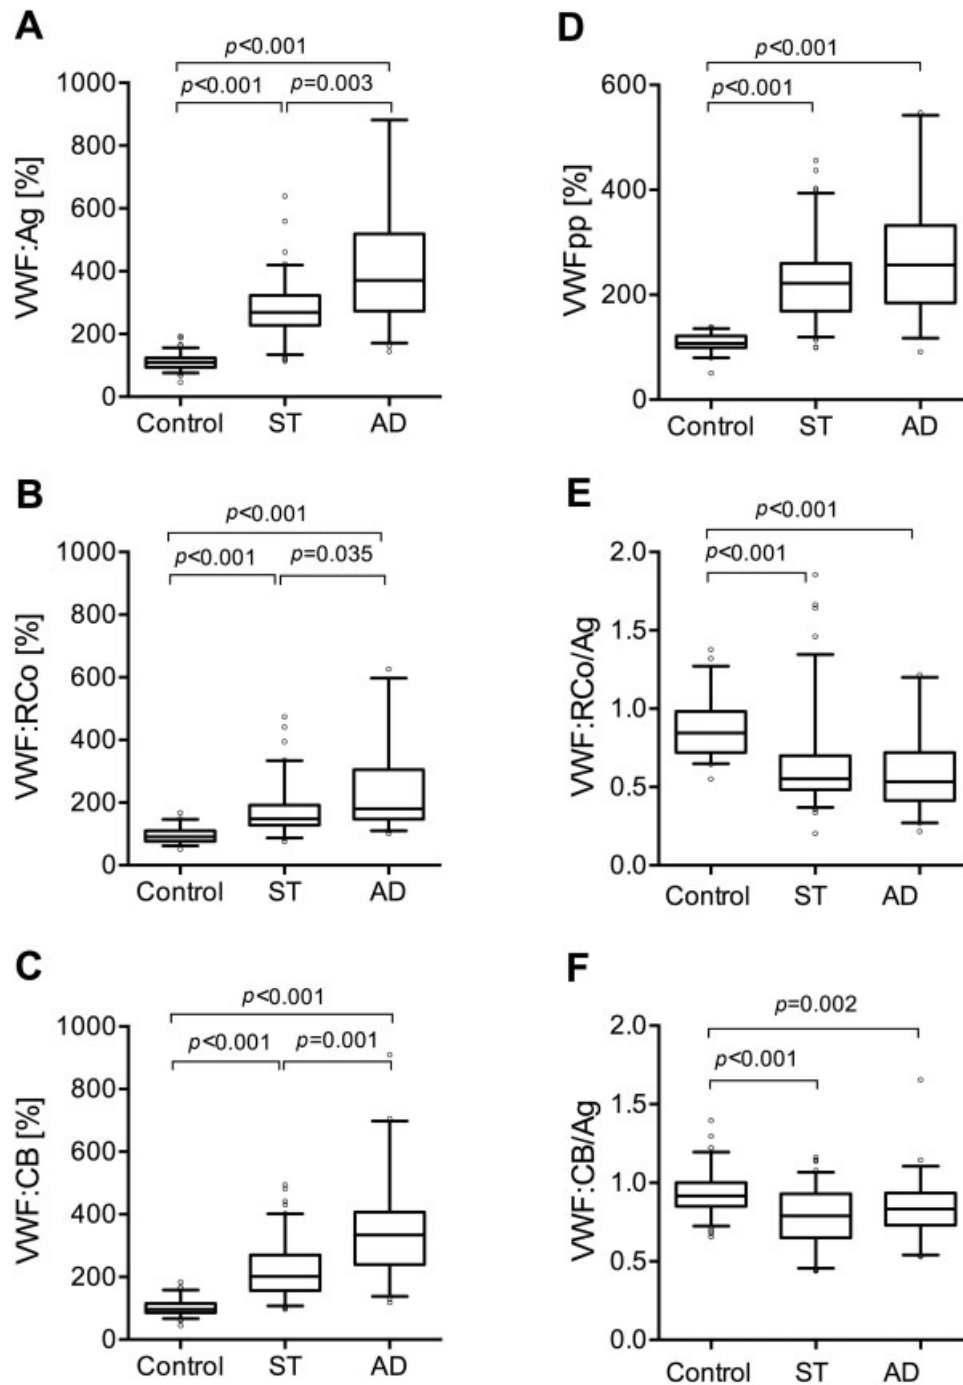 A
p<0.001
p<0.001 p=0.003
VWF:Ag [%]
1000
800
600
400
200
0
Control ST AD
B
p<0.001
p<0.001 p=0.035
VWF:RCo [%]
1000
800
600
400
200
0
Control ST AD
C
p<0.001
p<0.001 p=0.001
VWF:CB [%]
1000
800
600
400
200
0
Control ST AD
D
p<0.001
p<0.001
VWFpp [%]
600
400
200
0
Control ST AD
E
p<0.001
p<0.001
VWF:RCo/Ag
2.0
1.5
1.0
0.5
0.0
Control ST AD
F
p=0.002
p<0.001
VWF:CB/Ag
2.0
1.5
1.0
0.5
0.0
Control ST AD